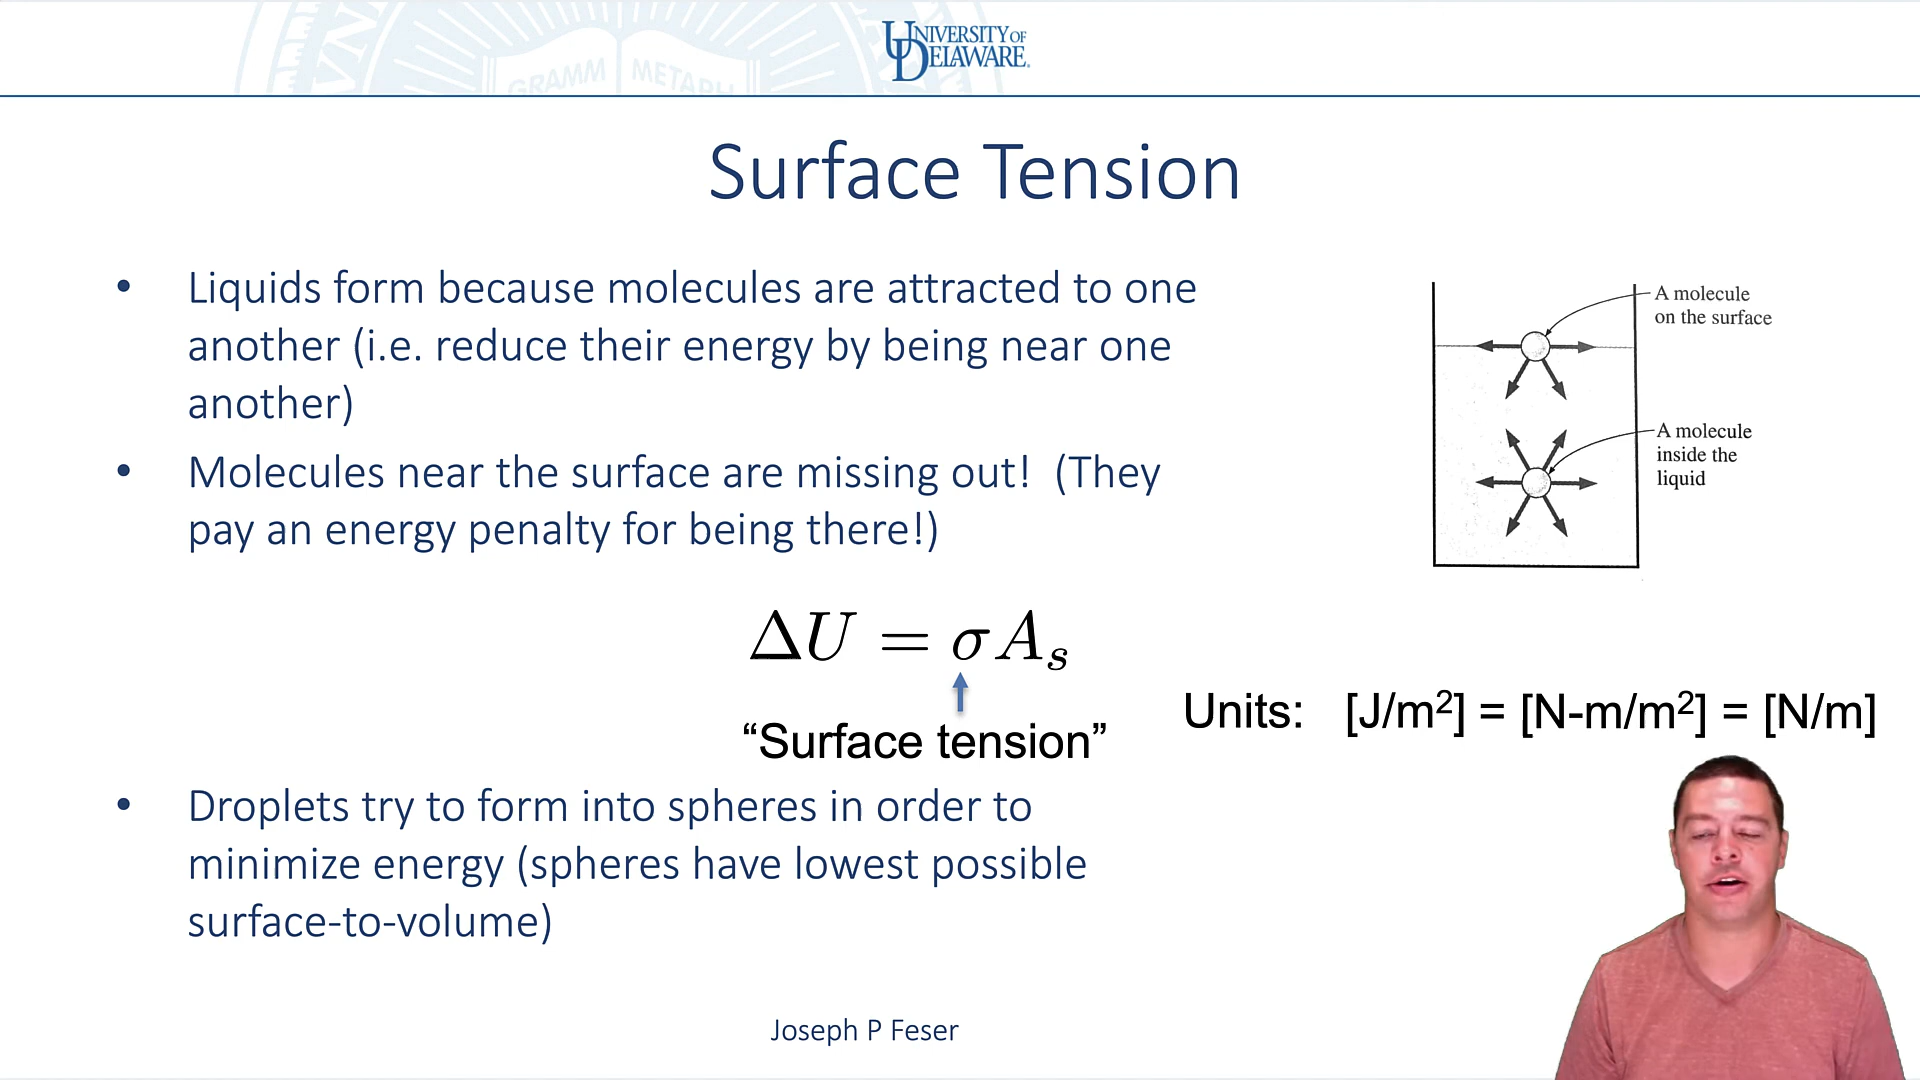 GRAMM METAPH
UNIVERSITY OF
DELAWARE.
Surface Tension
• Liquids form because molecules are attracted to one
another (i.e. reduce their energy by being near one
another)
• Molecules near the surface are missing out! (They
pay an energy penalty for being there!)
A molecule
on the surface
A molecule
inside the
liquid
ΔU = σA_s
"Surface tension"
Units: [J/m²] = [N-m/m²] = [N/m]
• Droplets try to form into spheres in order to
minimize energy (spheres have lowest possible
surface-to-volume)
Joseph P Feser